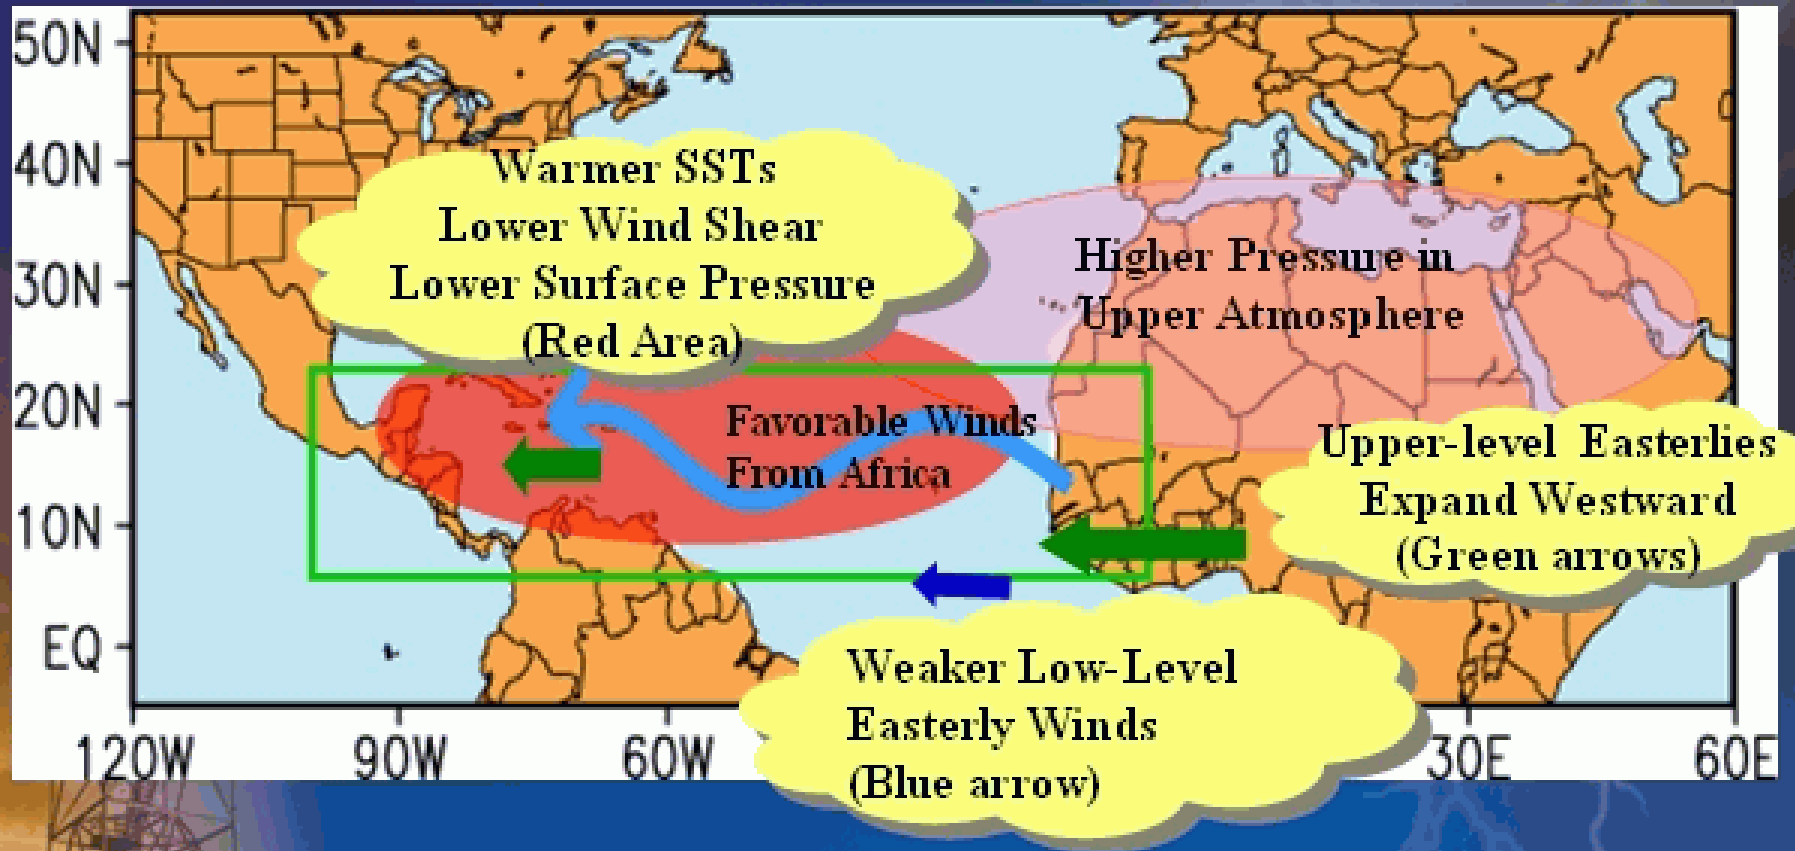 50N
40N
30N
20N
10N
EQ
120W
90W
60W
30E
60E
Warmer SSTs
Lower Wind Shear
Lower Surface Pressure
(Red Area)
Higher Pressure in
Upper Atmosphere
Favorable Winds
From Africa
Upper-level Easterlies
Expand Westward
(Green arrows)
Weaker Low-Level
Easterly Winds
(Blue arrow)